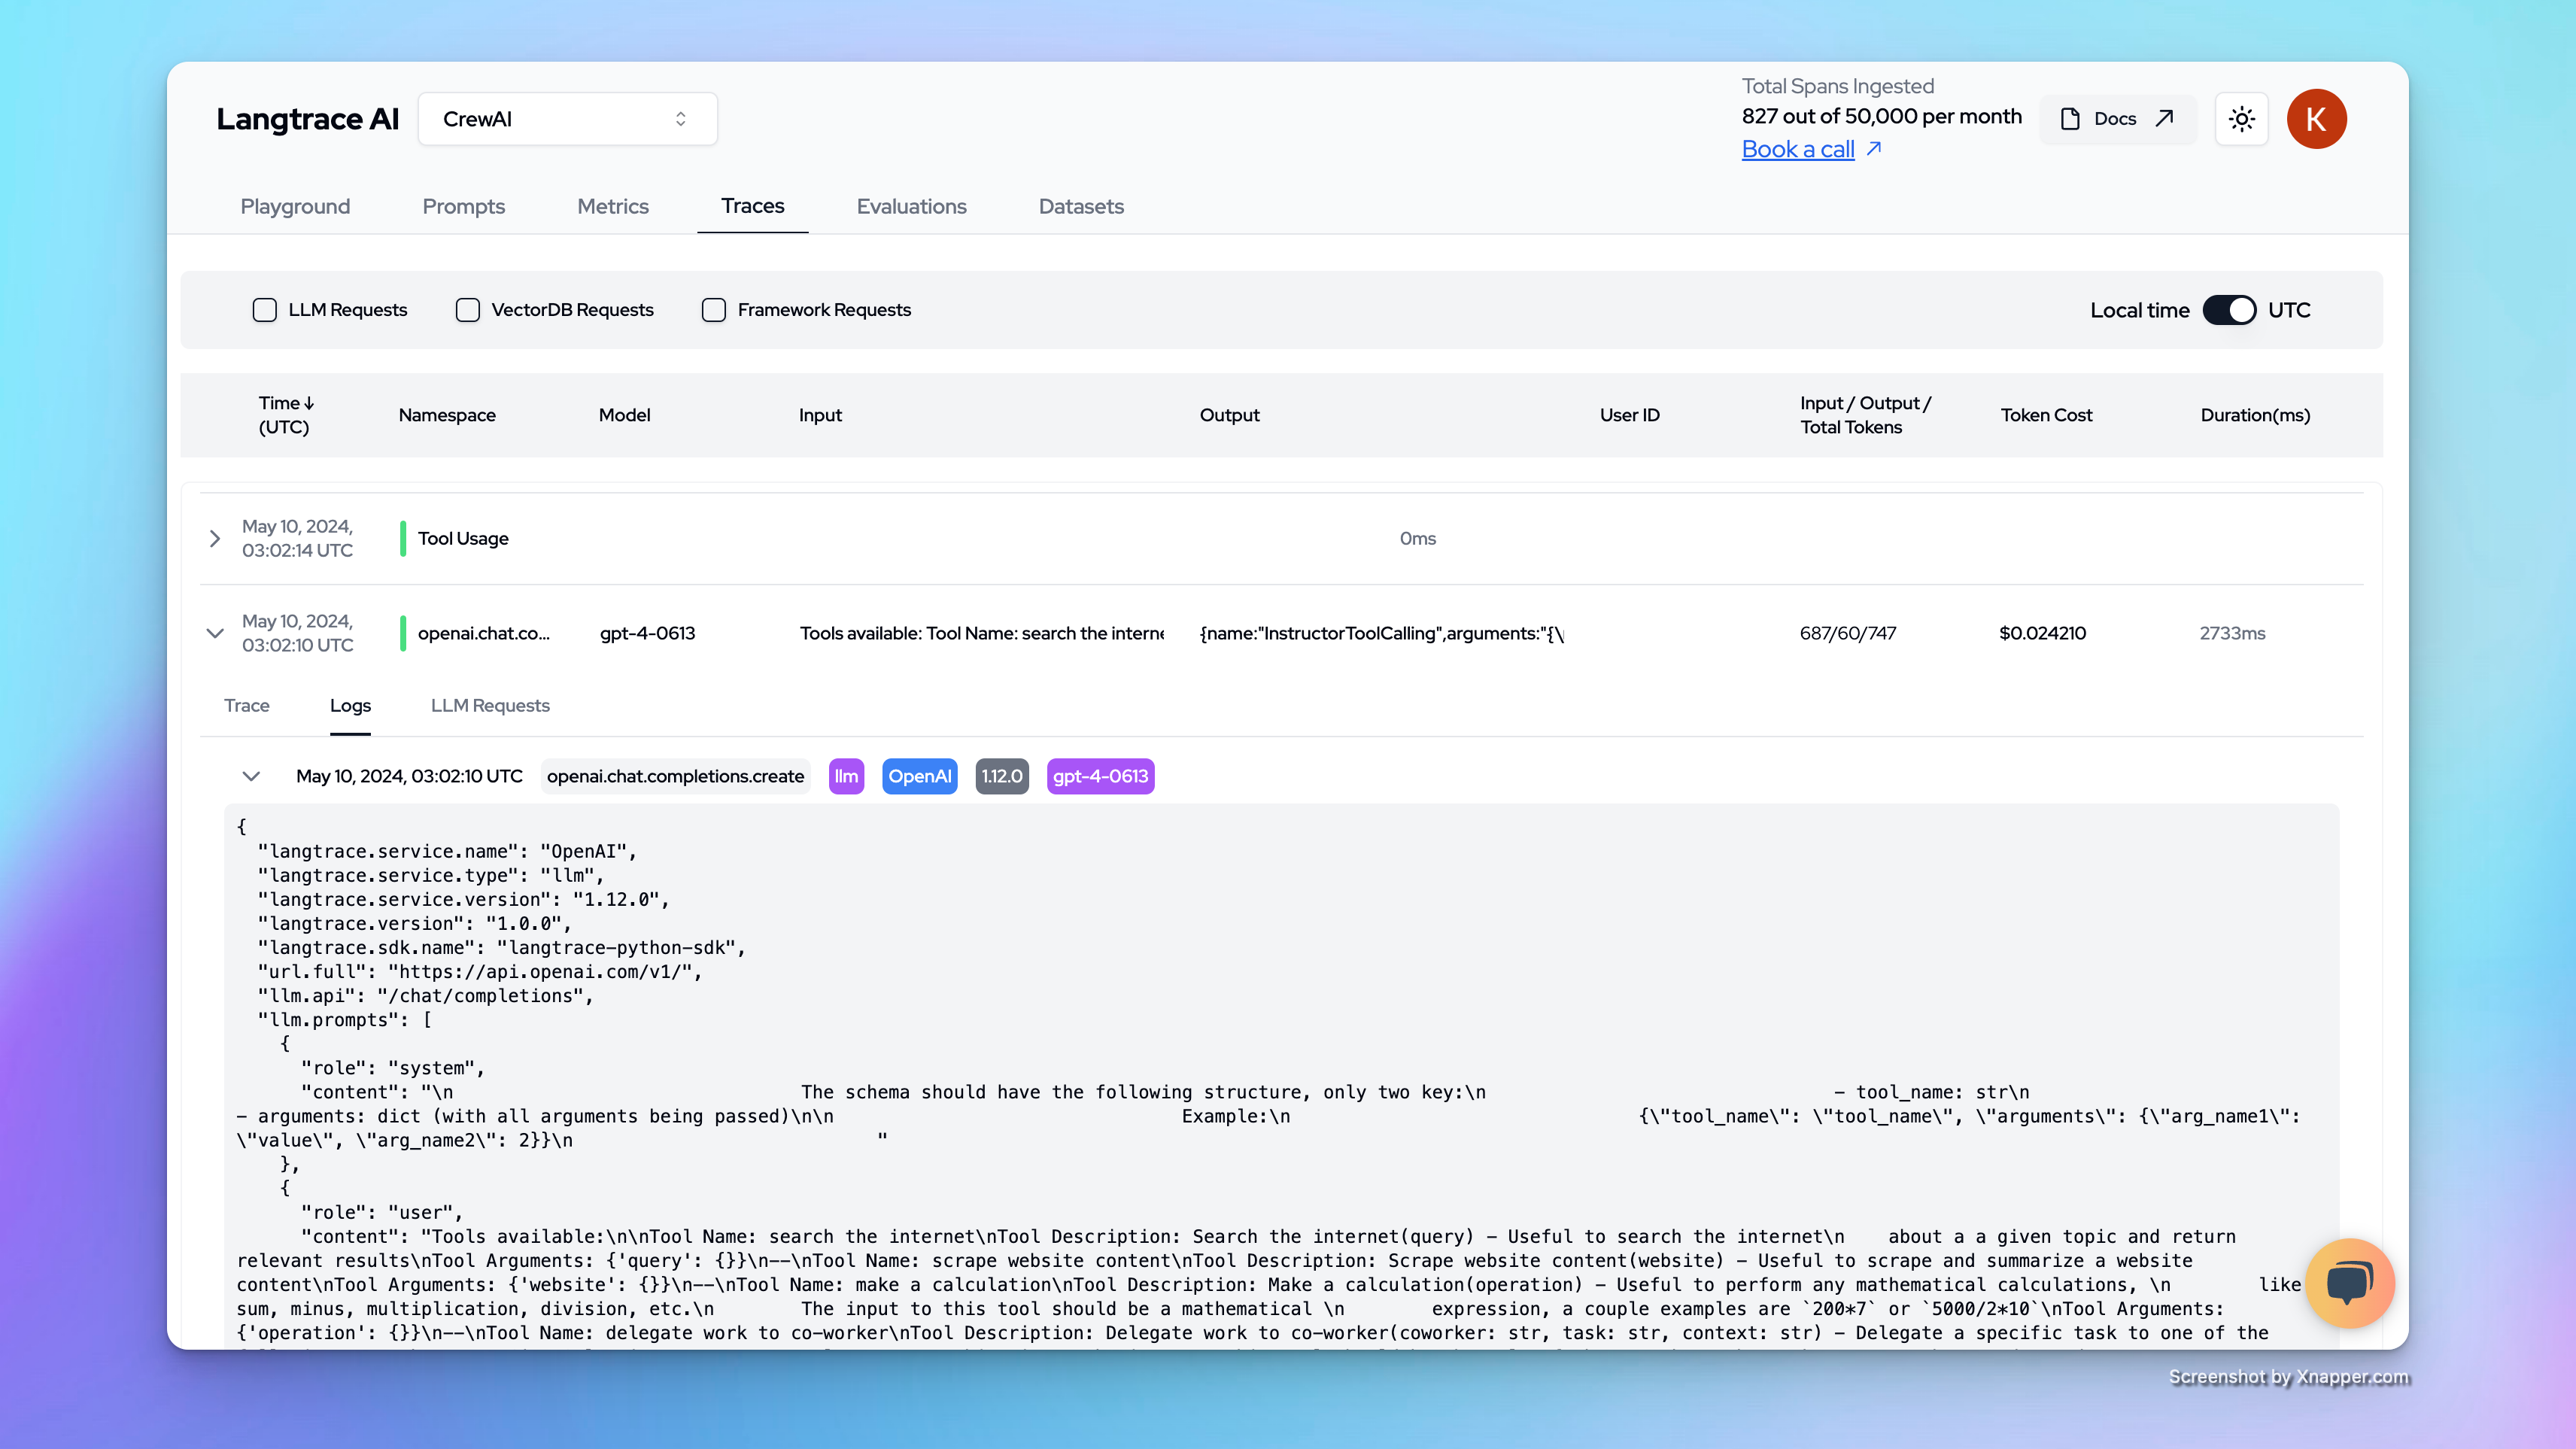 Langtrace AI
CrewAI
Total Spans Ingested
827 out of 50,000 per month
Book a call
Docs
K
Playground
Prompts
Metrics
Traces
Evaluations
Datasets
LLM Requests
VectorDB Requests
Framework Requests
Local time
UTC
Time ↓
(UTC)
Namespace
Model
Input
Output
User ID
Input / Output /
Total Tokens
Token Cost
Duration(ms)
May 10, 2024,
03:02:14 UTC
Tool Usage
0ms
May 10, 2024,
03:02:10 UTC
openai.chat.co...
gpt-4-0613
Tools available: Tool Name: search the interne
{name:"InstructorToolCalling",arguments:"{\
687/60/747
$0.024210
2733ms
Trace
Logs
LLM Requests
May 10, 2024, 03:02:10 UTC
openai.chat.completions.create
llm
OpenAI
1.12.0
gpt-4-0613
{
"langtrace.service.name": "OpenAI",
"langtrace.service.type": "llm",
"langtrace.service.version": "1.12.0",
"langtrace.version": "1.0.0",
"langtrace.sdk.name": "langtrace-python-sdk",
"url.full": "https://api.openai.com/v1/",
"llm.api": "/chat/completions",
"llm.prompts": [
{
"role": "system",
"content": "\n The schema should have the following structure, only two key:\n - tool_name: str\n
- arguments: dict (with all arguments being passed)\n\n Example:\n {\"tool_name\": \"tool_name\", \"arguments\": {\"arg_name1\":
\"value\", \"arg_name2\": 2}}\n "
},
{
"role": "user",
"content": "Tools available:\n\nTool Name: search the internet\nTool Description: Search the internet(query) - Useful to search the internet\n about a a given topic and return
relevant results\nTool Arguments: {'query': {}}\n--\nTool Name: scrape website content\nTool Description: Scrape website content(website) - Useful to scrape and summarize a website
content\nTool Arguments: {'website': {}}\n--\nTool Name: make a calculation\nTool Description: Make a calculation(operation) - Useful to perform any mathematical calculations, \n like
sum, minus, multiplication, division, etc.\n The input to this tool should be a mathematical \n expression, a couple examples are `200*7` or `5000/2*10`\nTool Arguments:
{'operation': {}}\n--\nTool Name: delegate work to co-worker\nTool Description: Delegate work to co-worker(coworker: str, task: str, context: str) - Delegate a specific task to one of the
Screenshot by Xnapper.com